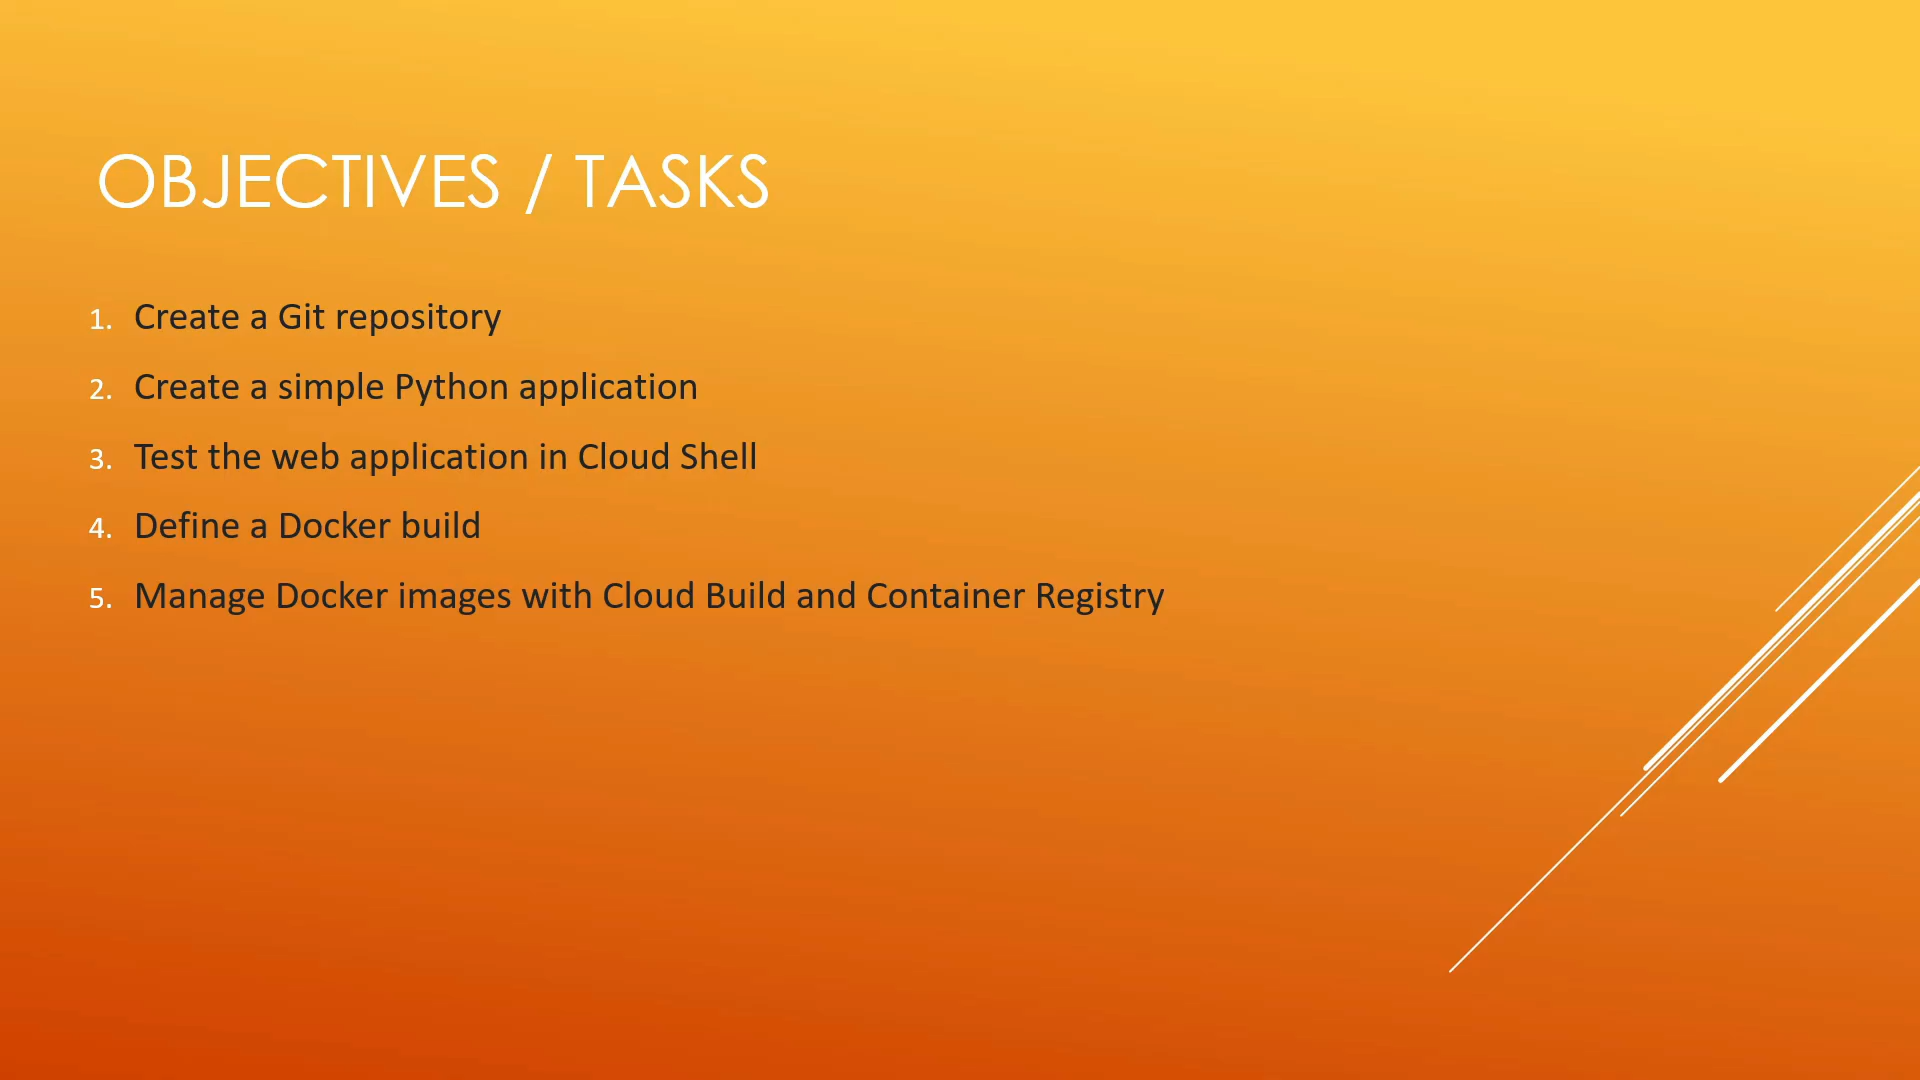 OBJECTIVES / TASKS
1. Create a Git repository
2. Create a simple Python application
3. Test the web application in Cloud Shell
4. Define a Docker build
5. Manage Docker images with Cloud Build and Container Registry